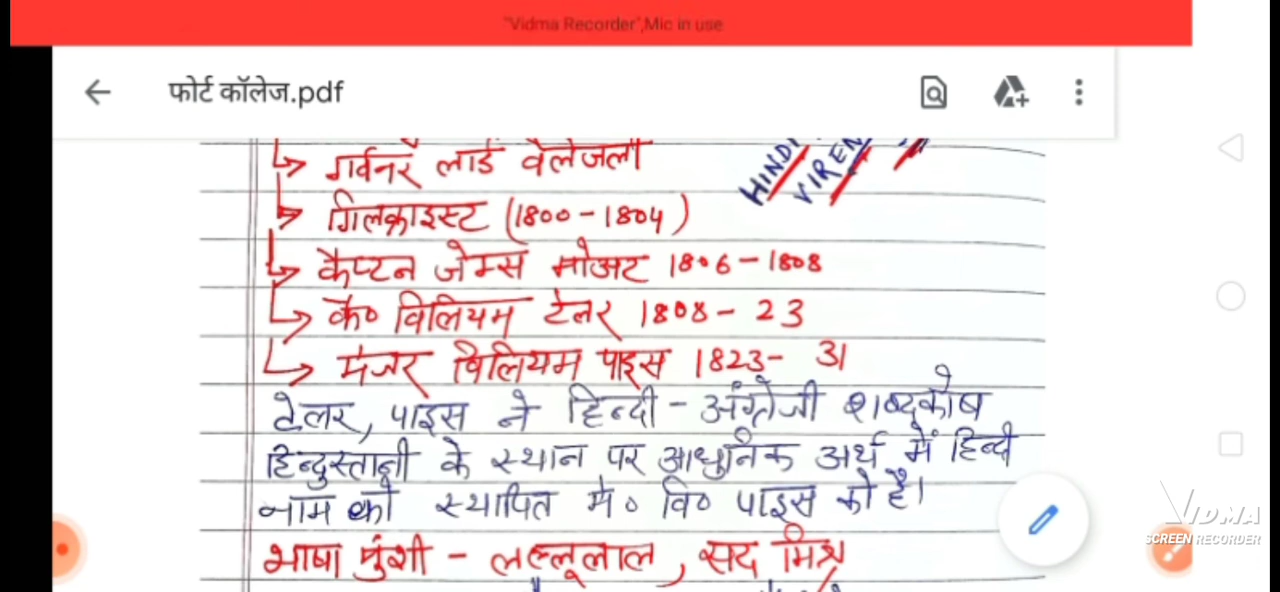 "Vidma Recorder",Mic in use
फोर्ट कॉलेज.pdf
गर्वनर लार्ड वेलेजली
HINDI
VIREN
गिलक्राइस्ट (1800-1804)
कैप्टन जेम्स मोअट 1806-1808
के० विलियम टेलर 1808-23
मेजर विलियम पाइस 1823-31
टेलर, पाइस ने हिन्दी-अंग्रेजी शब्दकोष
हिन्दुस्तानी के स्थान पर आधुनिक अर्थ में हिन्दी
नाम को स्थापित मे० वि० पाइस को है।
भाषा मुंशी - लल्लूलाल, सद मिश्र
VIDMA
SCREEN RECORDER